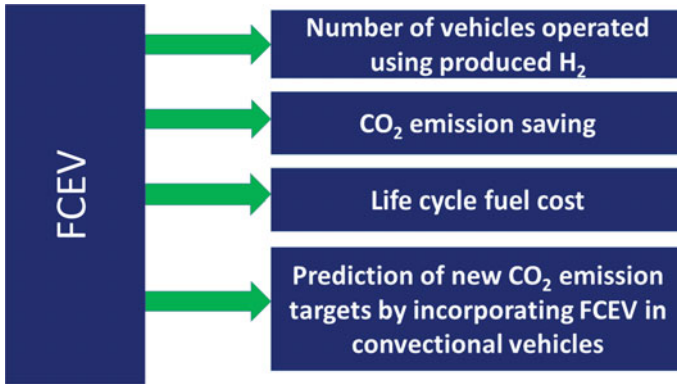 FCEV
Number of vehicles operated
using produced H₂
CO₂ emission saving
Life cycle fuel cost
Prediction of new CO₂ emission
targets by incorporating FCEV in
convectional vehicles